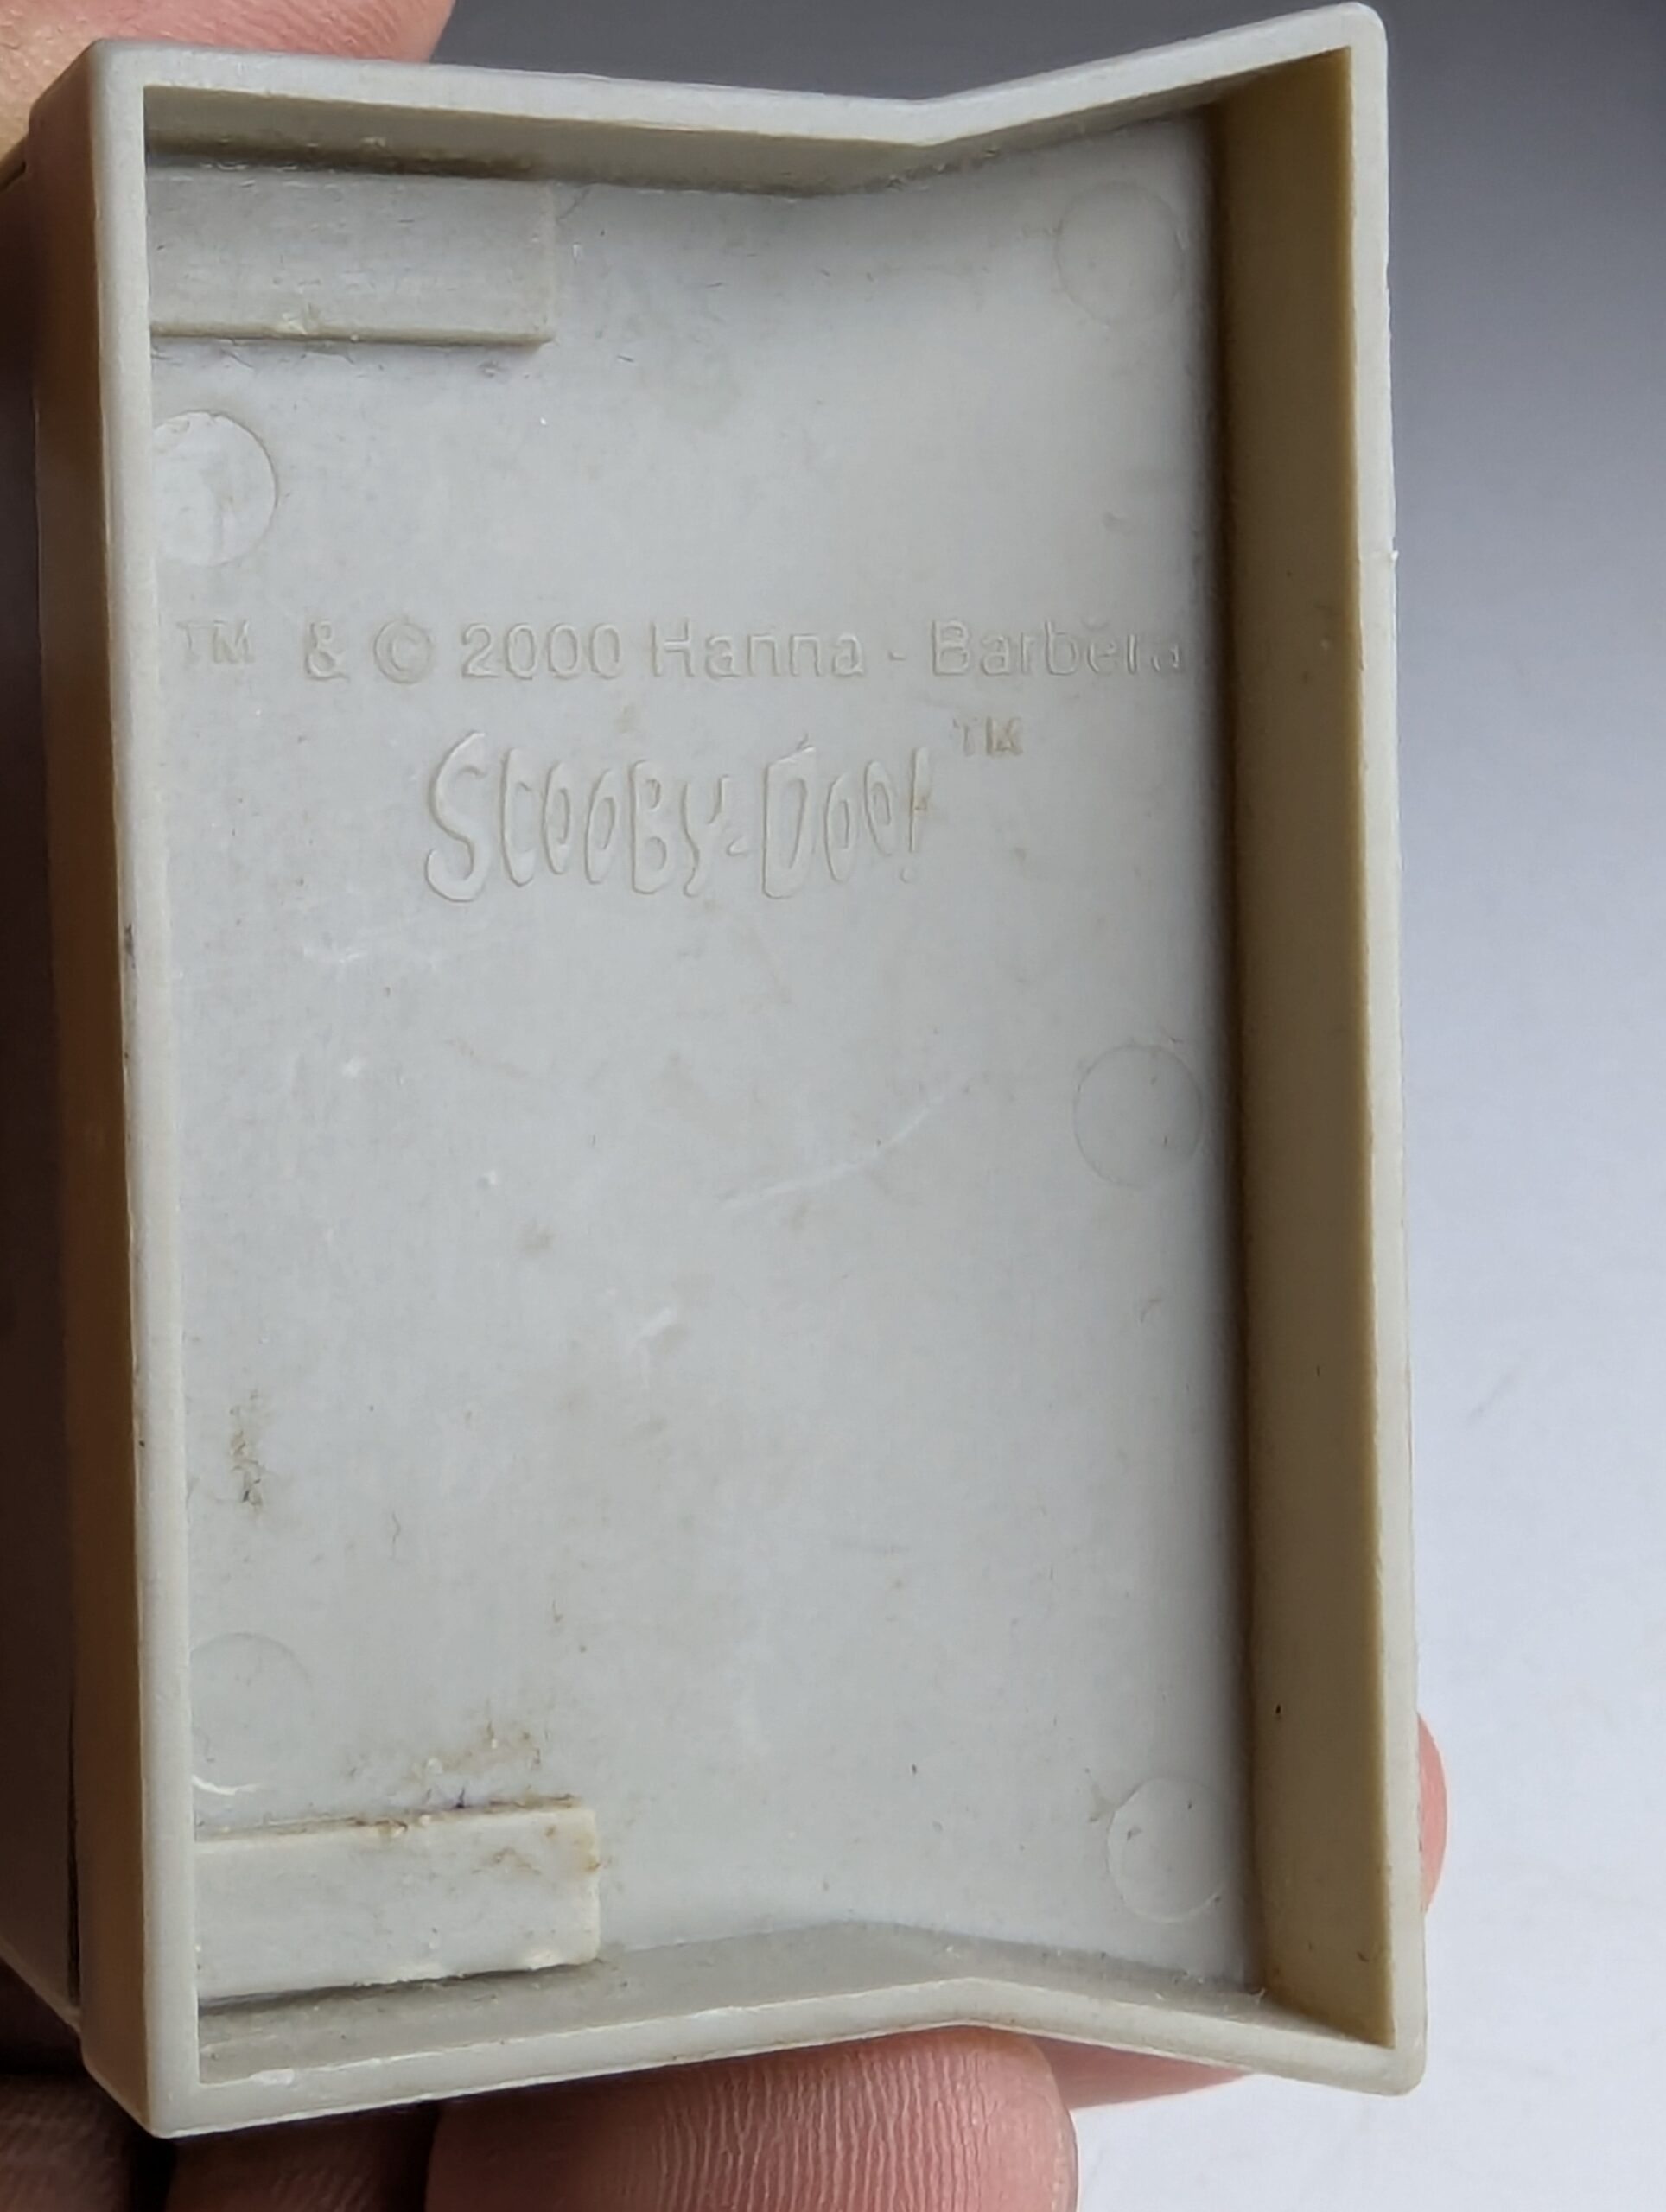 ™ & © 2000 Hanna - Barbera
SCOOBY-DOO!™